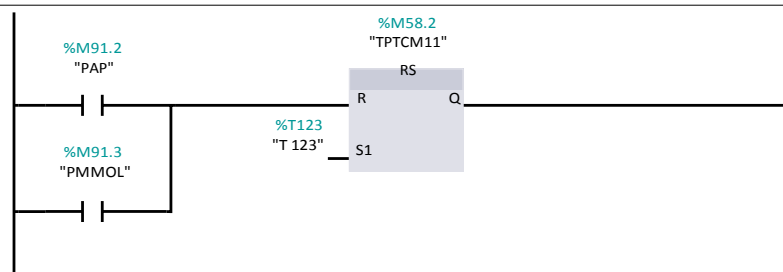 %M58.2
"TPTCM11"
%M91.2
"PAP"
RS
R Q
%T123
"T 123" S1
%M91.3
"PMMOL"